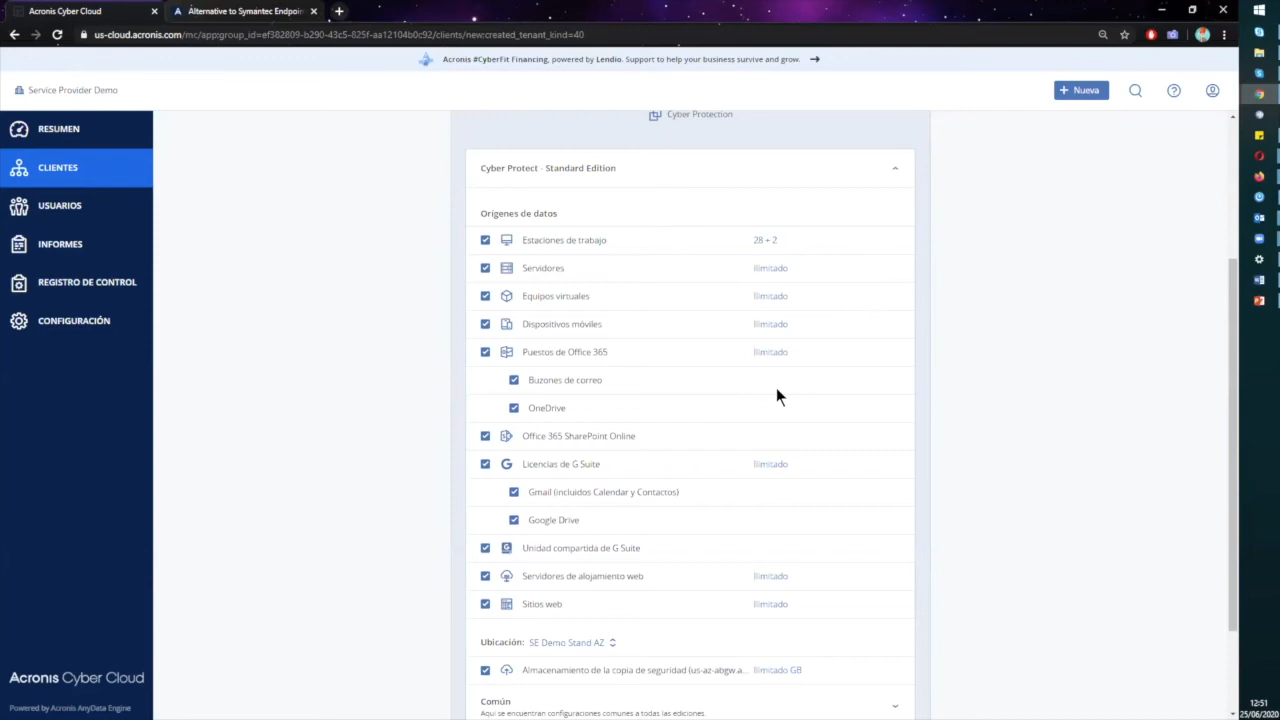 Acronis Cyber Cloud
Alternative to Symantec Endpoin
us-cloud.acronis.com/mc/app:group_id=ef382809-b290-43c5-825f-aa12104b0c92/clients/new:created_tenant_kind=40
Acronis #CyberFit Financing, powered by Lendio. Support to help your business survive and grow.
Service Provider Demo
Nueva
RESUMEN
CLIENTES
USUARIOS
INFORMES
REGISTRO DE CONTROL
CONFIGURACIÓN
Acronis Cyber Cloud
Powered by Acronis AnyData Engine
Cyber Protection
Cyber Protect - Standard Edition
Orígenes de datos
Estaciones de trabajo 28 + 2
Servidores Ilimitado
Equipos virtuales Ilimitado
Dispositivos móviles Ilimitado
Puestos de Office 365 Ilimitado
Buzones de correo
OneDrive
Office 365 SharePoint Online
Licencias de G Suite Ilimitado
Gmail (incluidos Calendar y Contactos)
Google Drive
Unidad compartida de G Suite
Servidores de alojamiento web Ilimitado
Sitios web Ilimitado
Ubicación: SE Demo Stand AZ
Almacenamiento de la copia de seguridad (us-az-abgw.a... Ilimitado GB
Común
Aquí se encuentran configuraciones comunes a todas las ediciones.
12:51
25/06/2020